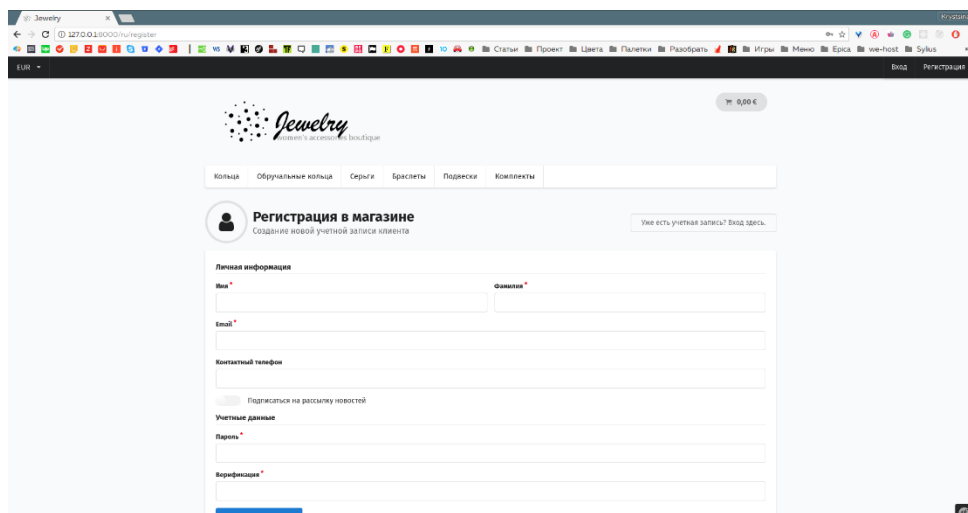 Jewelry
Krystsina
127.0.0.1:8000/ru/register
Статьи Проект Цвета Палетки Разобрать Игры Меню Epica we-host Sylius
EUR Вход Регистрация
0,00 €
Jewelry
women's accessories boutique
Кольца Обручальные кольца Серьги Браслеты Подвески Комплекты
Регистрация в магазине
Создание новой учетной записи клиента
Уже есть учетная запись? Вход здесь.
Личная информация
Имя * Фамилия *
Email *
Контактный телефон
Подписаться на рассылку новостей
Учетные данные
Пароль *
Верификация *